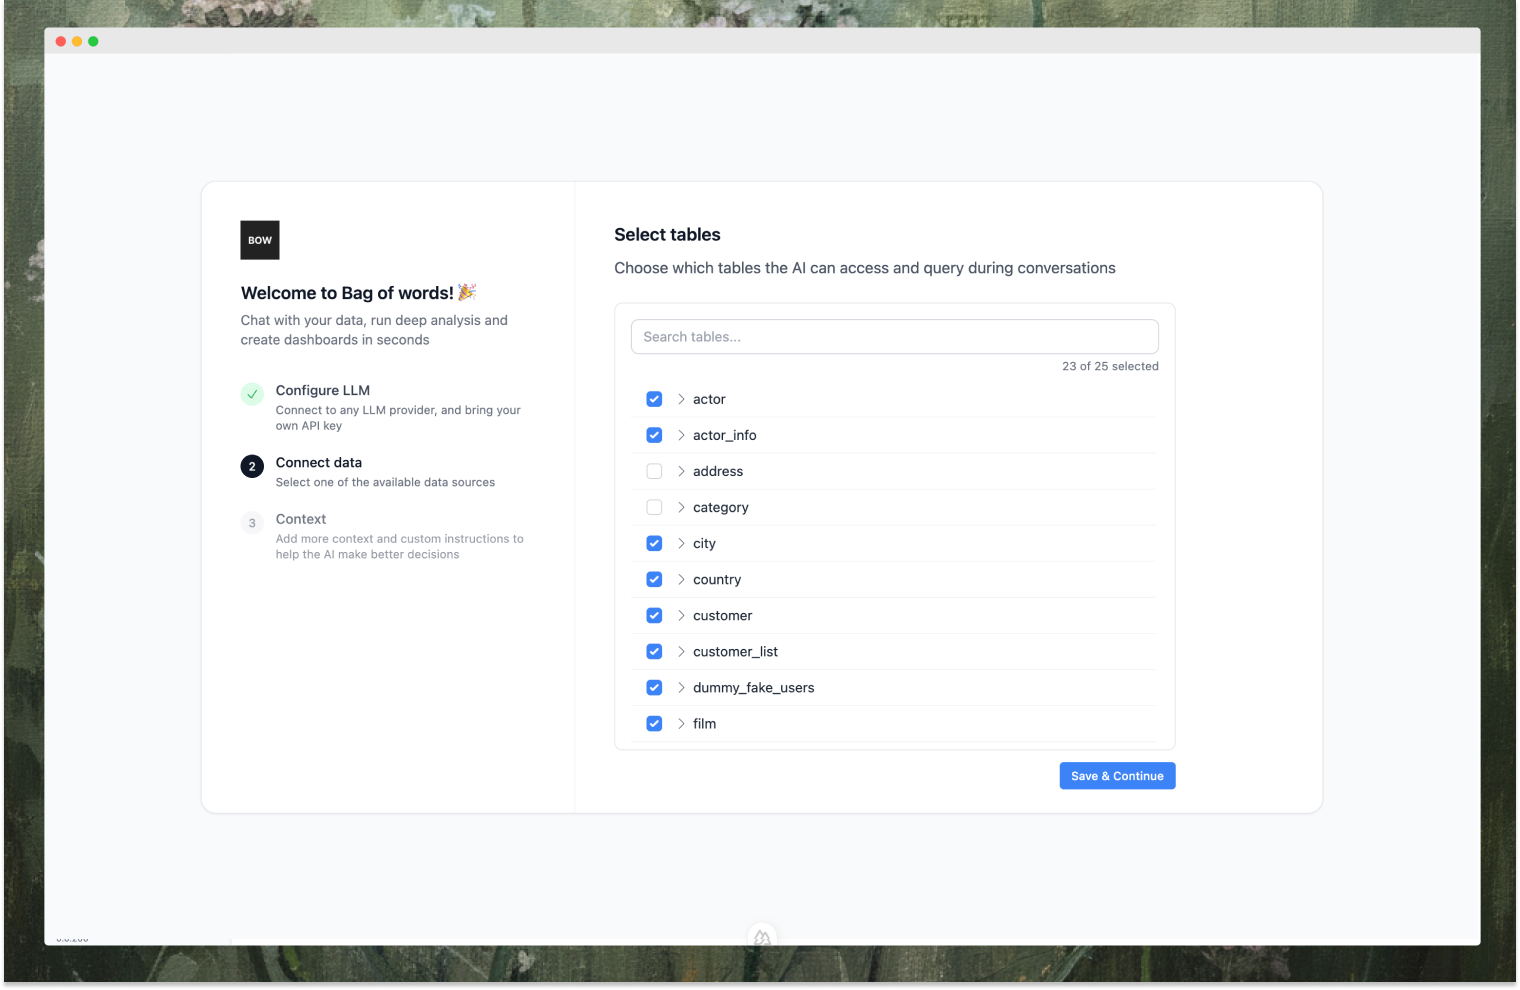 BOW
Welcome to Bag of words! 🎉
Chat with your data, run deep analysis and
create dashboards in seconds
Configure LLM
Connect to any LLM provider, and bring your
own API key
2
Connect data
Select one of the available data sources
3
Context
Add more context and custom instructions to
help the AI make better decisions
Select tables
Choose which tables the AI can access and query during conversations
Search tables...
23 of 25 selected
actor
actor_info
address
category
city
country
customer
customer_list
dummy_fake_users
film
Save & Continue